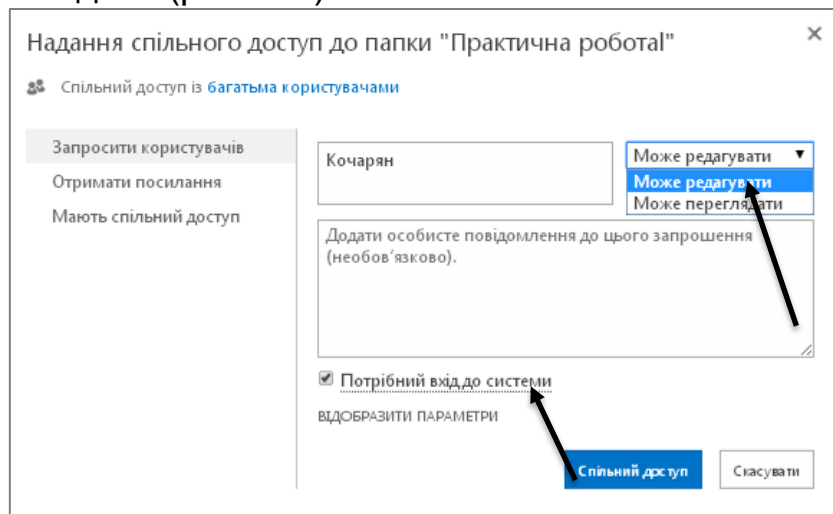 Надання спільного доступ до папки "Практична роботаl"
×
Спільний доступ із багатьма користувачами
Запросити користувачів
Отримати посилання
Мають спільний доступ
Кочарян
Може редагувати
Може редагувати
Може переглядати
Додати особисте повідомлення до цього запрошення
(необов'язково).
Потрібний вхід до системи
ВІДОБРАЗИТИ ПАРАМЕТРИ
Спільний доступ
Скасувати